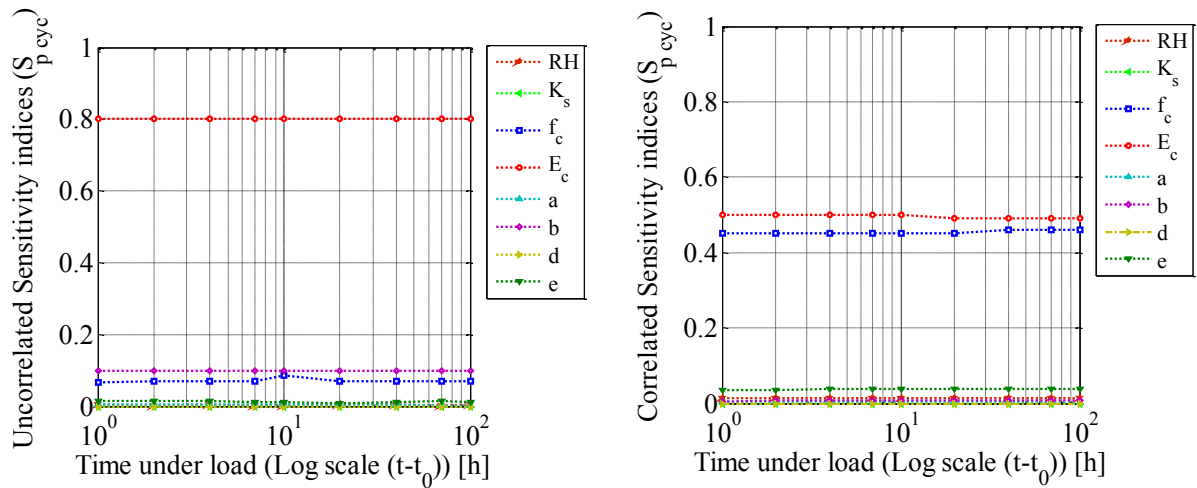 Uncorrelated Sensitivity indices (S_p cyc)
1
0.8
0.6
0.4
0.2
0
10^0
10^1
10^2
Time under load (Log scale (t-t_0)) [h]
RH
K_s
f_c
E_c
a
b
d
e
Correlated Sensitivity indices (S_p cyc)
1
0.8
0.6
0.4
0.2
0
10^0
10^1
10^2
Time under load (Log scale (t-t_0)) [h]
RH
K_s
f_c
E_c
a
b
d
e